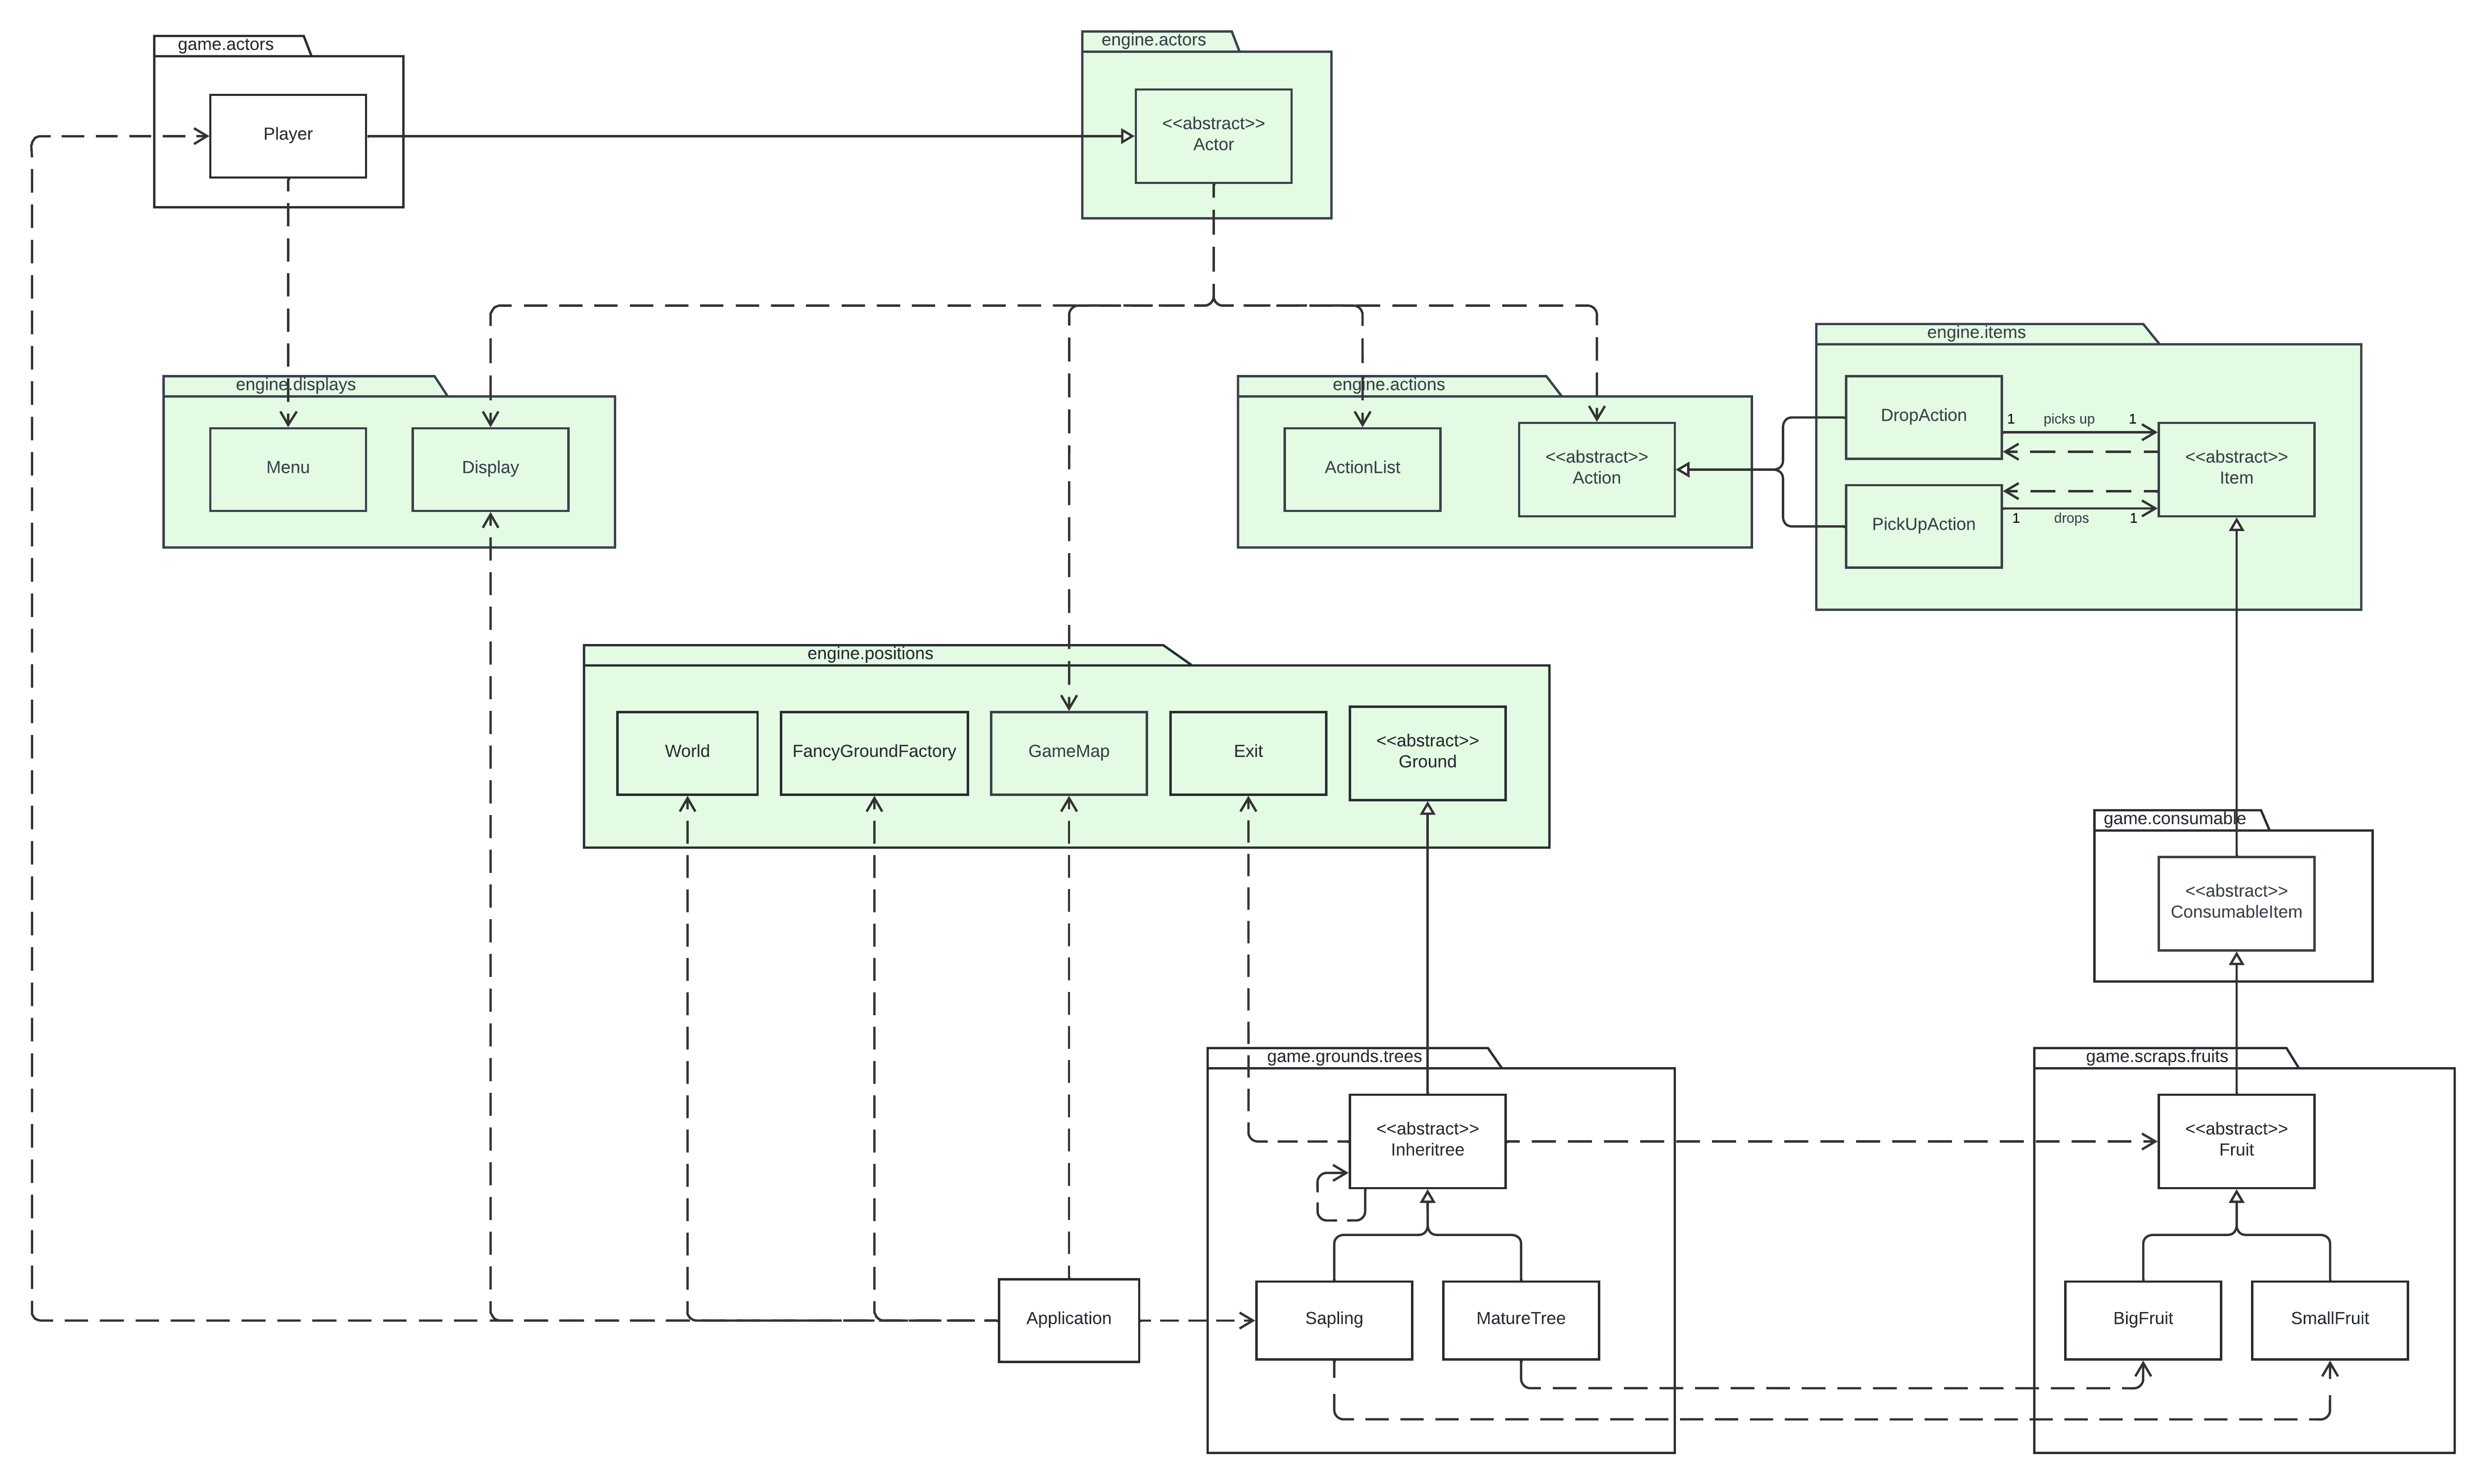 game.actors
engine.actors
Player
<<abstract>>
Actor
engine.items
engine.displays
engine.actions
DropAction
1 picks up 1
Menu
Display
ActionList
<<abstract>>
Action
<<abstract>>
Item
PickUpAction
1 drops 1
engine.positions
World
FancyGroundFactory
GameMap
Exit
<<abstract>>
Ground
game.consumable
<<abstract>>
ConsumableItem
game.grounds.trees
game.scraps.fruits
<<abstract>>
Inheritree
<<abstract>>
Fruit
Application
Sapling
MatureTree
BigFruit
SmallFruit